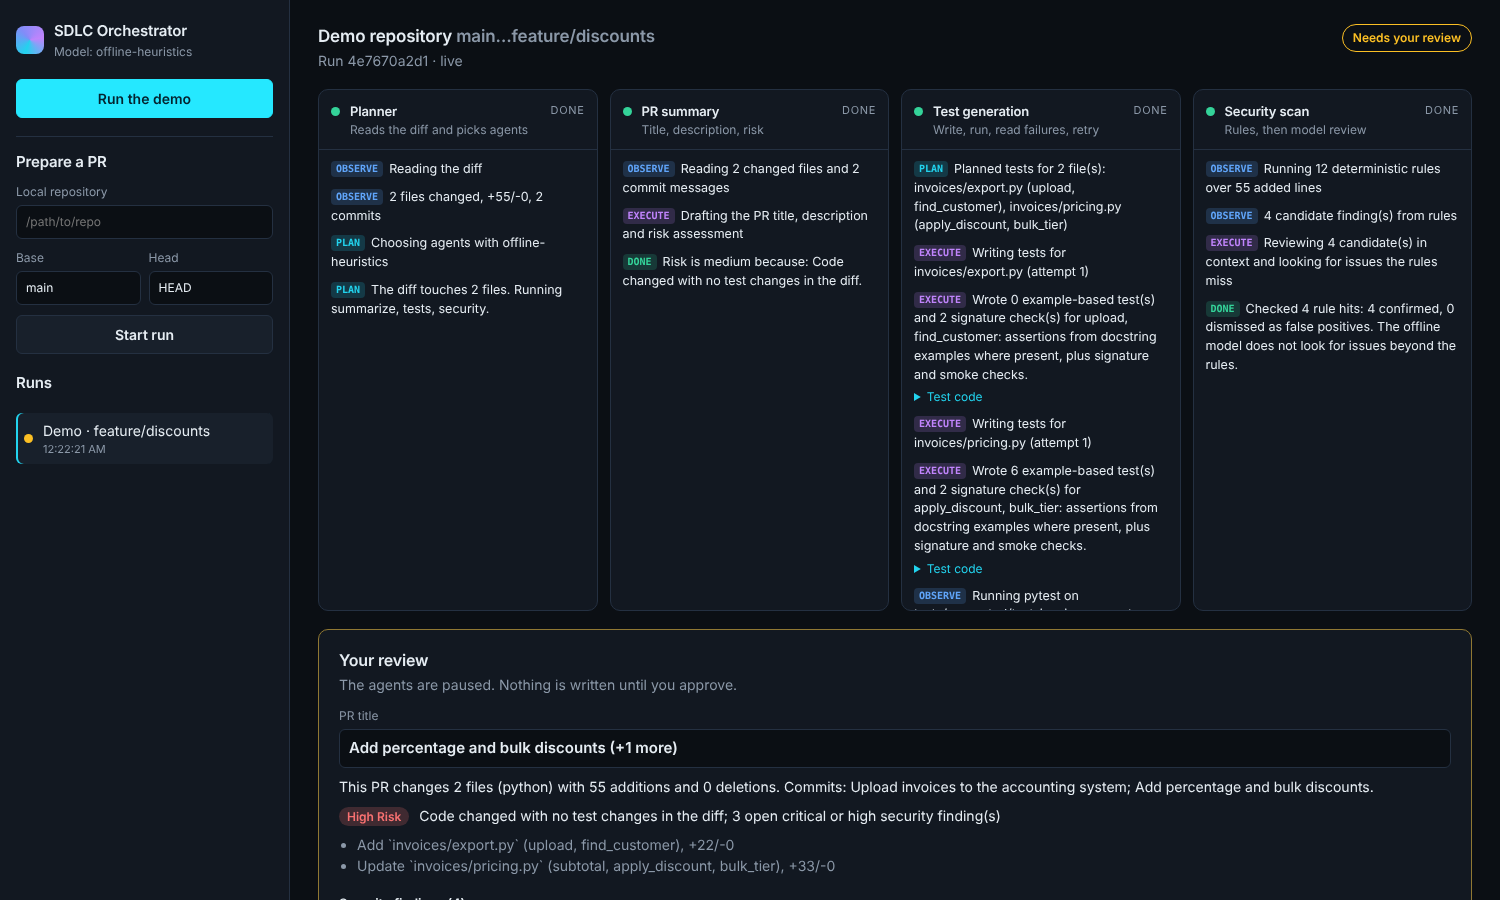 SDLC Orchestrator
Model: offline-heuristics
Run the demo
Prepare a PR
Local repository
/path/to/repo
Base
Head
main
HEAD
Start run
Runs
Demo · feature/discounts
12:22:21 AM
Demo repository main...feature/discounts
Run 4e7670a2d1 · live
Needs your review
Planner
DONE
Reads the diff and picks agents
OBSERVE Reading the diff
OBSERVE 2 files changed, +55/-0, 2
commits
PLAN Choosing agents with offline-
heuristics
PLAN The diff touches 2 files. Running
summarize, tests, security.
PR summary
DONE
Title, description, risk
OBSERVE Reading 2 changed files and 2
commit messages
EXECUTE Drafting the PR title, description
and risk assessment
DONE Risk is medium because: Code
changed with no test changes in the diff.
Test generation
DONE
Write, run, read failures, retry
PLAN Planned tests for 2 file(s):
invoices/export.py (upload,
find_customer), invoices/pricing.py
(apply_discount, bulk_tier)
EXECUTE Writing tests for
invoices/export.py (attempt 1)
EXECUTE Wrote 0 example-based test(s)
and 2 signature check(s) for upload,
find_customer: assertions from docstring
examples where present, plus signature
and smoke checks.
Test code
EXECUTE Writing tests for
invoices/pricing.py (attempt 1)
EXECUTE Wrote 6 example-based test(s)
and 2 signature check(s) for
apply_discount, bulk_tier: assertions from
docstring examples where present, plus
signature and smoke checks.
Test code
OBSERVE Running pytest on
Security scan
DONE
Rules, then model review
OBSERVE Running 12 deterministic rules
over 55 added lines
OBSERVE 4 candidate finding(s) from rules
EXECUTE Reviewing 4 candidate(s) in
context and looking for issues the rules
miss
DONE Checked 4 rule hits: 4 confirmed, 0
dismissed as false positives. The offline
model does not look for issues beyond the
rules.
Your review
The agents are paused. Nothing is written until you approve.
PR title
Add percentage and bulk discounts (+1 more)
This PR changes 2 files (python) with 55 additions and 0 deletions. Commits: Upload invoices to the accounting system; Add percentage and bulk discounts.
High Risk Code changed with no test changes in the diff; 3 open critical or high security finding(s)
• Add `invoices/export.py` (upload, find_customer), +22/-0
• Update `invoices/pricing.py` (subtotal, apply_discount, bulk_tier), +33/-0